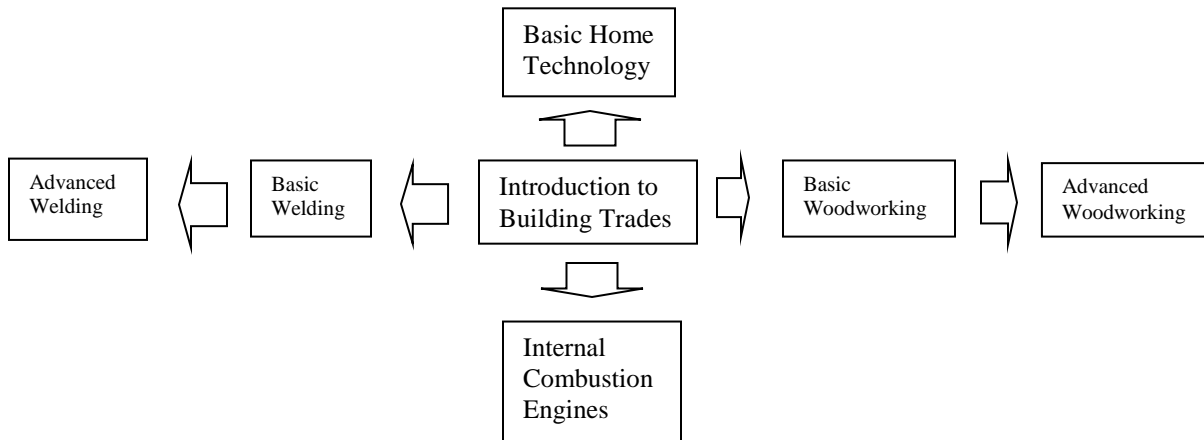 Basic Home
Technology
Advanced
Welding
Basic
Welding
Introduction to
Building Trades
Basic
Woodworking
Advanced
Woodworking
Internal
Combustion
Engines